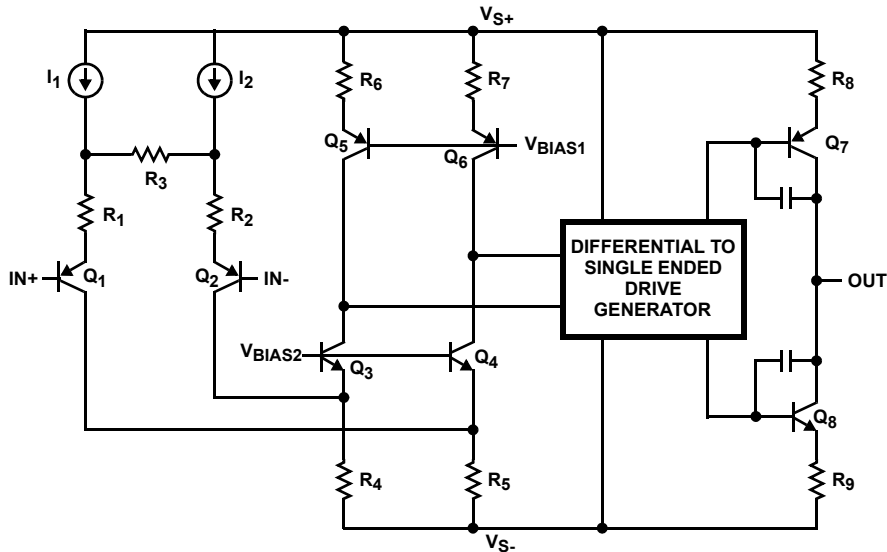 VS+
I1
I2
R6
R7
R8
Q5
Q6
VBIAS1
Q7
R3
R1
R2
DIFFERENTIAL TO
SINGLE ENDED
DRIVE
GENERATOR
IN+
Q1
Q2
IN-
OUT
VBIAS2
Q3
Q4
Q8
R4
R5
R9
VS-